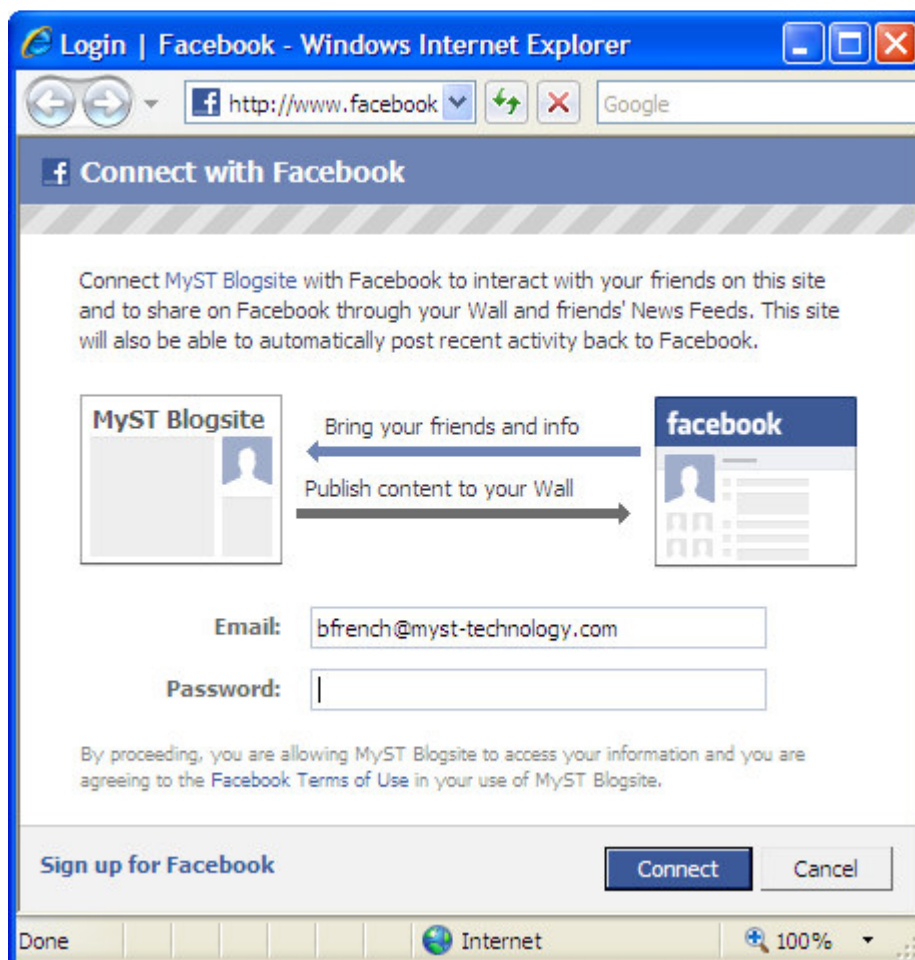 Login | Facebook - Windows Internet Explorer
http://www.facebook
Google
Connect with Facebook
Connect MyST Blogsite with Facebook to interact with your friends on this site
and to share on Facebook through your Wall and friends' News Feeds. This site
will also be able to automatically post recent activity back to Facebook.
MyST Blogsite
Bring your friends and info
Publish content to your Wall
facebook
Email:
bfrench@myst-technology.com
Password:
By proceeding, you are allowing MyST Blogsite to access your information and you are
agreeing to the Facebook Terms of Use in your use of MyST Blogsite.
Sign up for Facebook
Connect
Cancel
Done
Internet
100%